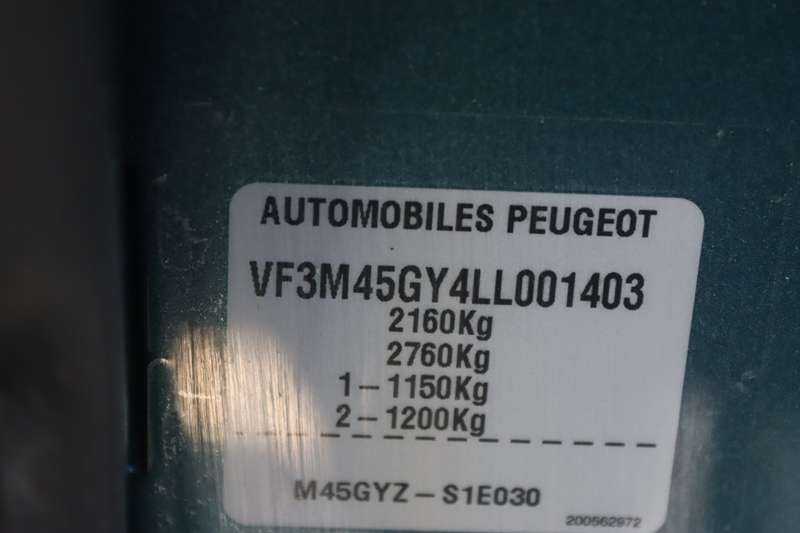 AUTOMOBILES PEUGEOT
VF3M45GY4LL001403
2160Kg
2760Kg
1-1150Kg
2-1200Kg
M45GYZ-S1E030
200562972